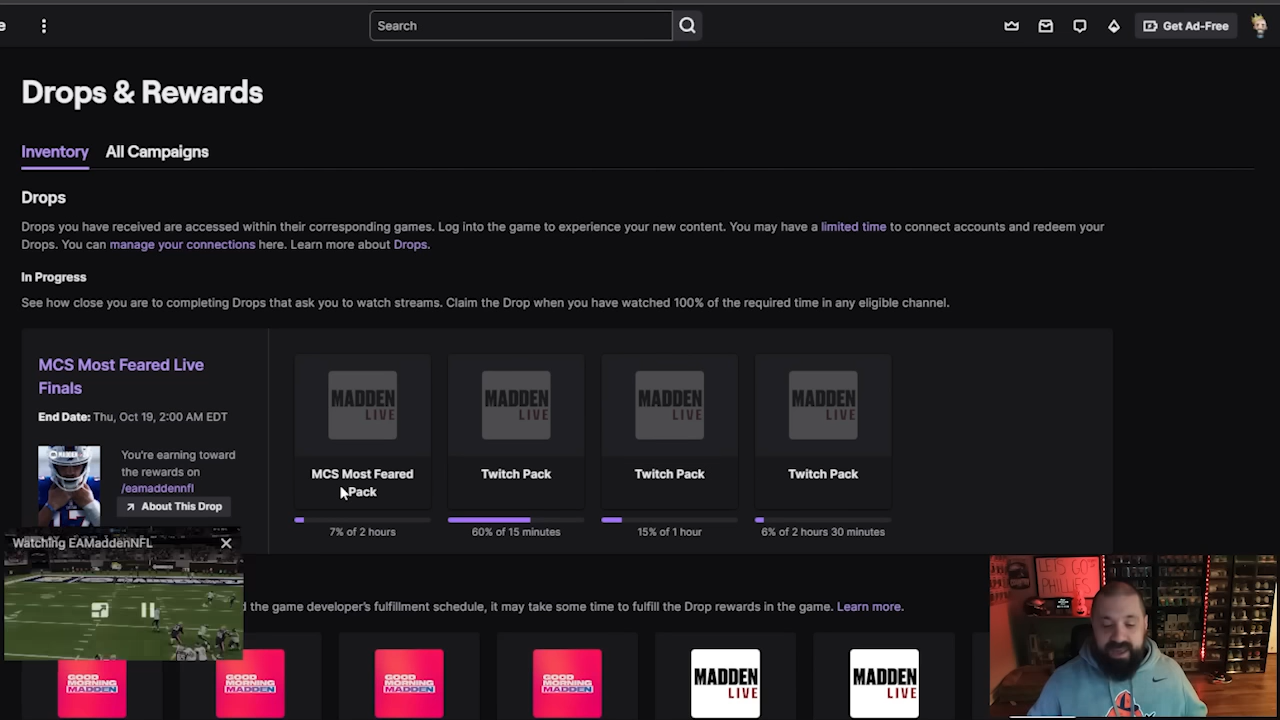 e
Search
Get Ad-Free
Drops & Rewards
Inventory
All Campaigns
Drops
Drops you have received are accessed within their corresponding games. Log into the game to experience your new content. You may have a limited time to connect accounts and redeem your
Drops. You can manage your connections here. Learn more about Drops.
In Progress
See how close you are to completing Drops that ask you to watch streams. Claim the Drop when you have watched 100% of the required time in any eligible channel.
MCS Most Feared Live
Finals
End Date: Thu, Oct 19, 2:00 AM EDT
MADDEN
You're earning toward
the rewards on
/eamaddennfl
About This Drop
MADDEN
LIVE
MCS Most Feared
Pack
7% of 2 hours
MADDEN
LIVE
Twitch Pack
60% of 15 minutes
MADDEN
LIVE
Twitch Pack
15% of 1 hour
MADDEN
LIVE
Twitch Pack
6% of 2 hours 30 minutes
Watching EAMaddenNFL
d the game developer's fulfillment schedule, it may take some time to fulfill the Drop rewards in the game. Learn more.
GOOD
MORNING
MADDEN
GOOD
MORNING
MADDEN
GOOD
MORNING
MADDEN
GOOD
MORNING
MADDEN
MADDEN
LIVE
MADDEN
LIVE
LETS GO
PHILLIES